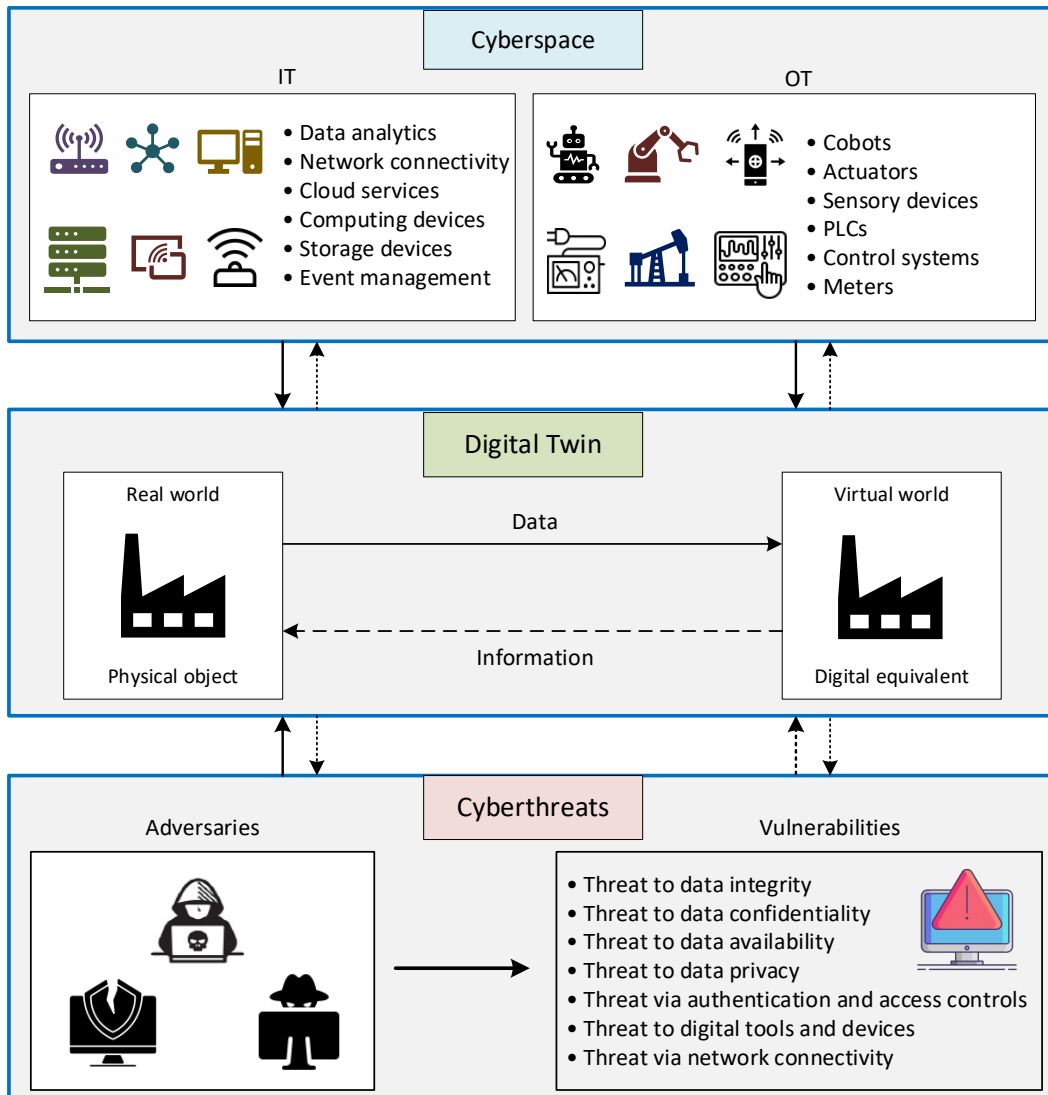 Cyberspace
IT
• Data analytics
• Network connectivity
• Cloud services
• Computing devices
• Storage devices
• Event management
OT
• Cobots
• Actuators
• Sensory devices
• PLCs
• Control systems
• Meters
Digital Twin
Real world
Physical object
Data
Information
Virtual world
Digital equivalent
Cyberthreats
Adversaries
Vulnerabilities
• Threat to data integrity
• Threat to data confidentiality
• Threat to data availability
• Threat to data privacy
• Threat via authentication and access controls
• Threat to digital tools and devices
• Threat via network connectivity